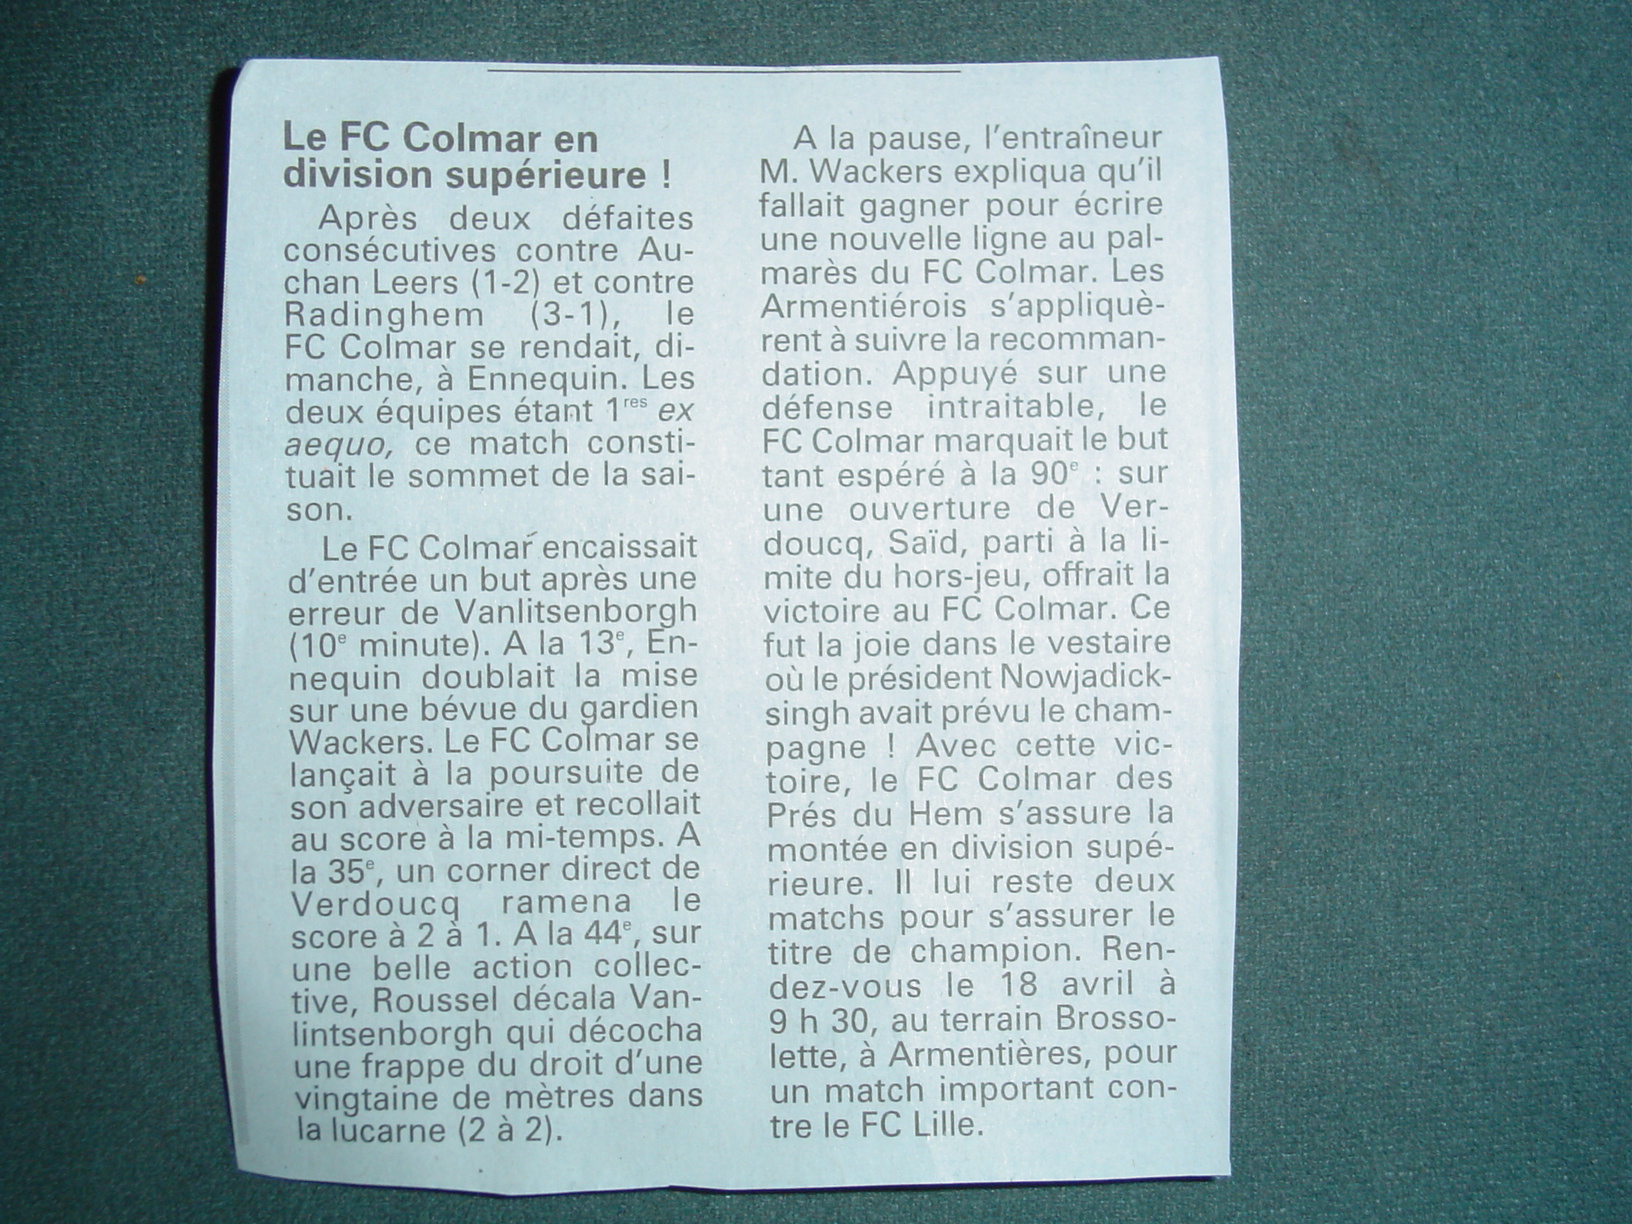 Le FC Colmar en
division supérieure !
Après deux défaites
consécutives contre Au-
chan Leers (1-2) et contre
Radinghem (3-1), le
FC Colmar se rendait, di-
manche, à Ennequin. Les
deux équipes étant 1res ex
aequo, ce match consti-
tuait le sommet de la sai-
son.
Le FC Colmar encaissait
d'entrée un but après une
erreur de Vanlitsenborgh
(10e minute). A la 13e, En-
nequin doublait la mise
sur une bévue du gardien
Wackers. Le FC Colmar se
lançait à la poursuite de
son adversaire et recollait
au score à la mi-temps. A
la 35e, un corner direct de
Verdoucq ramena le
score à 2 à 1. A la 44e, sur
une belle action collec-
tive, Roussel décala Van-
lintsenborgh qui décocha
une frappe du droit d'une
vingtaine de mètres dans
la lucarne (2 à 2).
A la pause, l'entraîneur
M. Wackers expliqua qu'il
fallait gagner pour écrire
une nouvelle ligne au pal-
marès du FC Colmar. Les
Armentiérois s'appliquè-
rent à suivre la recomman-
dation. Appuyé sur une
défense intraitable, le
FC Colmar marquait le but
tant espéré à la 90e : sur
une ouverture de Ver-
doucq, Saïd, parti à la li-
mite du hors-jeu, offrait la
victoire au FC Colmar. Ce
fut la joie dans le vestaire
où le président Nowjadick-
singh avait prévu le cham-
pagne ! Avec cette vic-
toire, le FC Colmar des
Prés du Hem s'assure la
montée en division supé-
rieure. Il lui reste deux
matchs pour s'assurer le
titre de champion. Ren-
dez-vous le 18 avril à
9 h 30, au terrain Brosso-
lette, à Armentières, pour
un match important con-
tre le FC Lille.